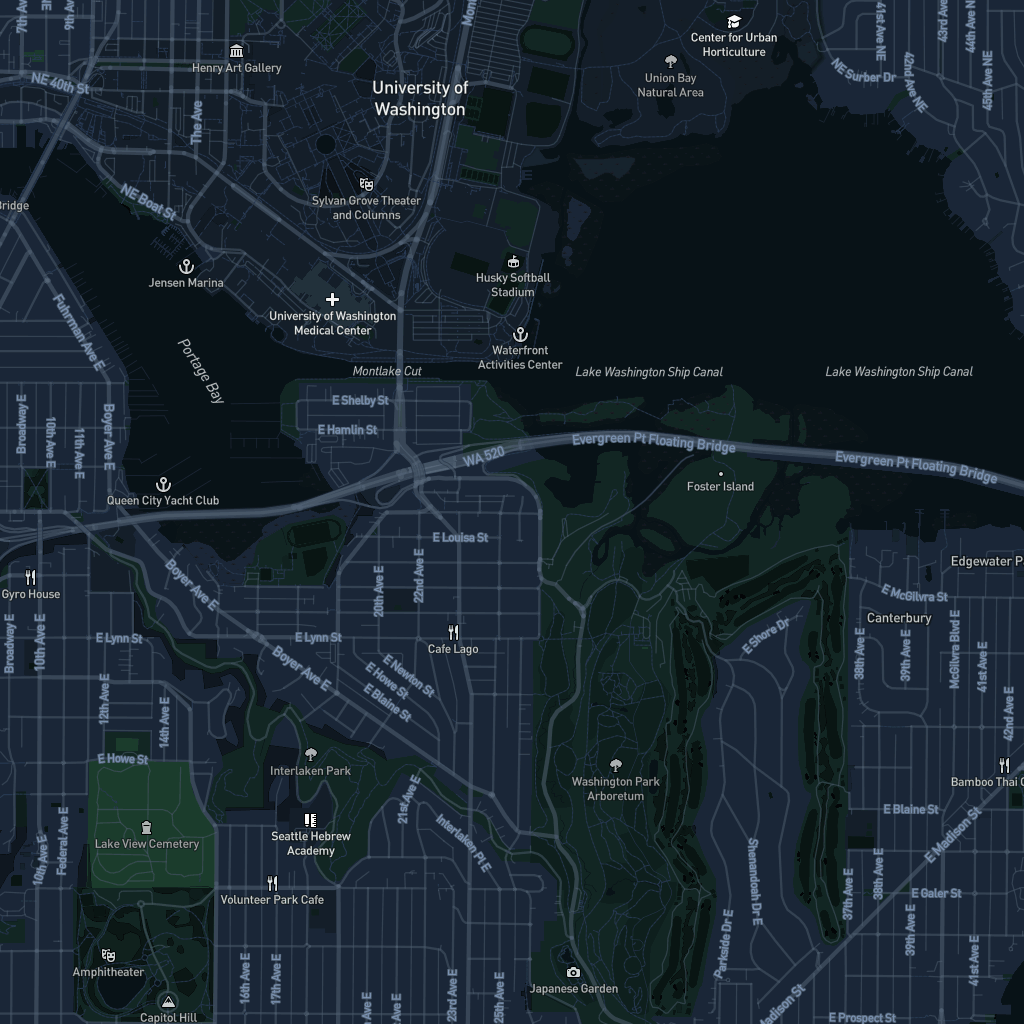 7th Ave
NE
9th Ave
Henry Art Gallery
NE 40th St
The Ave
University of
Washington
Center for Urban
Horticulture
Union Bay
Natural Area
NE Surber Dr
41st Ave NE
42nd Ave NE
43rd Ave
44th Ave N
45th Ave NE
NE Boat St
Sylvan Grove Theater
and Columns
Bridge
Jensen Marina
Husky Softball
Stadium
University of Washington
Medical Center
Waterfront
Activities Center
Fuhrman Ave E
Portage Bay
Montlake Cut
Lake Washington Ship Canal
Lake Washington Ship Canal
E Shelby St
E Hamlin St
Broadway E
10th Ave E
11th Ave E
Boyer Ave E
WA 520
Evergreen Pt Floating Bridge
Evergreen Pt Floating Bridge
Foster Island
Queen City Yacht Club
E Louisa St
Gyro House
Boyer Ave E
20th Ave E
22nd Ave E
Edgewater P
E McGilvra St
Canterbury
Broadway E
10th Ave E
E Lynn St
E Lynn St
Cafe Lago
E Shore Dr
38th Ave E
39th Ave E
McGilvra Blvd E
41st Ave E
42nd Ave E
Boyer Ave E
E Newton St
E Howe St
E Blaine St
12th Ave E
14th Ave E
E Howe St
Interlaken Park
Washington Park
Arboretum
Bamboo Thai C
21st Ave E
Interlaken Pl E
E Blaine St
E Madison St
Seattle Hebrew
Academy
Lake View Cemetery
10th Ave E
Federal Ave E
Shenandoah Dr E
Volunteer Park Cafe
37th Ave E
38th Ave E
E Galer St
39th Ave E
41st Ave E
Parkside Dr E
Amphitheater
16th Ave E
17th Ave E
23rd Ave E
25th Ave E
Japanese Garden
Capitol Hill
Ave E
Ave E
Madison St
E Prospect St